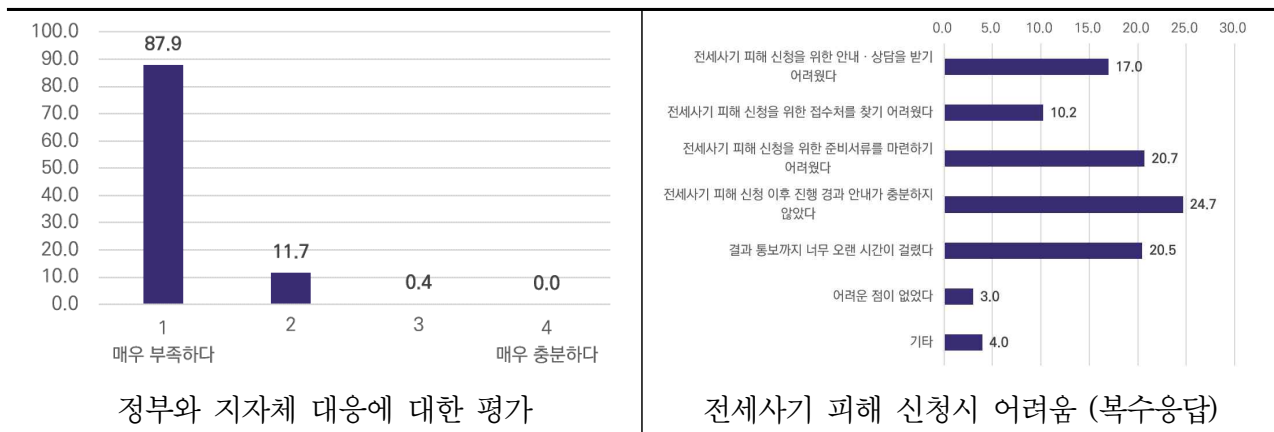 100.0
90.0
80.0
70.0
60.0
50.0
40.0
30.0
20.0
10.0
0.0
87.9
11.7
0.4
0.0
1
2
3
4
매우 부족하다
매우 충분하다
정부와 지자체 대응에 대한 평가
0.0 5.0 10.0 15.0 20.0 25.0 30.0
전세사기 피해 신청을 위한 안내 · 상담을 받기
어려웠다
17.0
전세사기 피해 신청을 위한 접수처를 찾기 어려웠다
10.2
전세사기 피해 신청을 위한 준비서류를 마련하기
어려웠다
20.7
전세사기 피해 신청 이후 진행 경과 안내가 충분하지
않았다
24.7
결과 통보까지 너무 오랜 시간이 걸렸다
20.5
어려운 점이 없었다
3.0
기타
4.0
전세사기 피해 신청시 어려움 (복수응답)